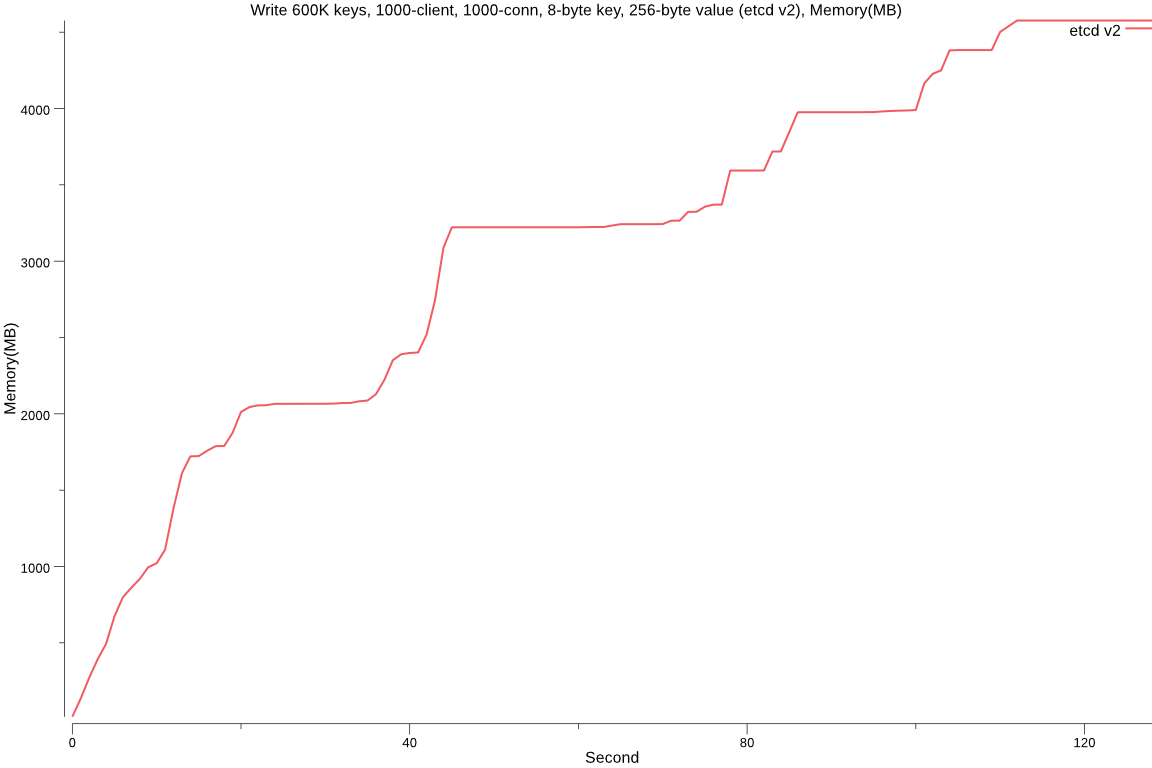 Write 600K keys, 1000-client, 1000-conn, 8-byte key, 256-byte value (etcd v2), Memory(MB)
etcd v2
4000
3000
Memory(MB)
2000
1000
0
40
80
120
Second